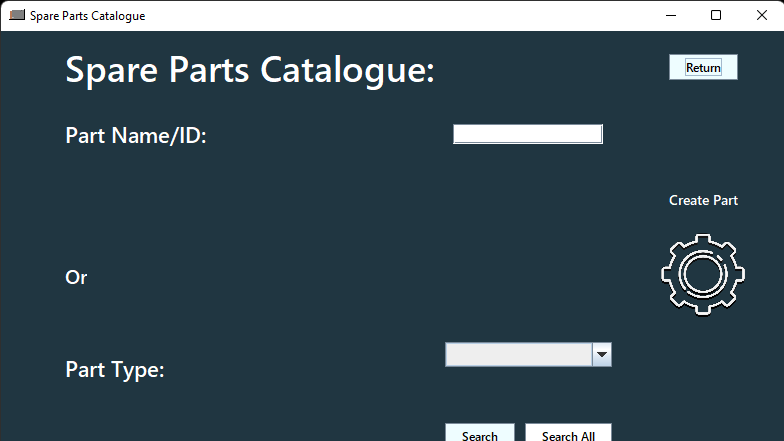 Spare Parts Catalogue
Spare Parts Catalogue:
Return
Part Name/ID:
Create Part
Or
Part Type:
Search
Search All